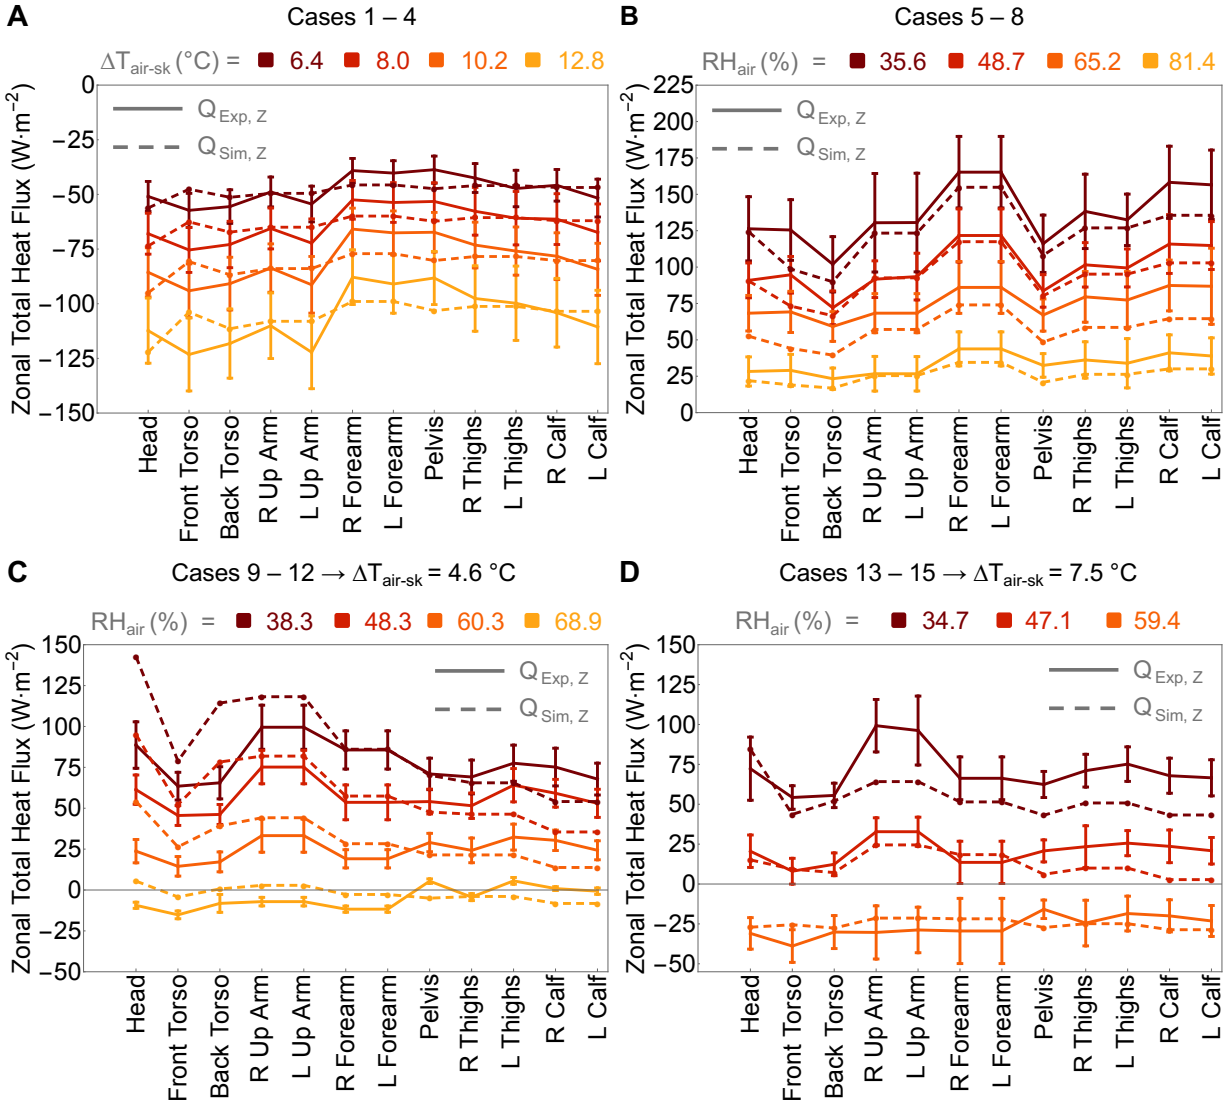 A
Cases 1 – 4
ΔTair-sk (°C) = 6.4 8.0 10.2 12.8
Zonal Total Heat Flux (W·m−2)
0
−25
−50
−75
−100
−125
−150
QExp, Z
QSim, Z
Head
Front Torso
Back Torso
R Up Arm
L Up Arm
R Forearm
L Forearm
Pelvis
R Thighs
L Thighs
R Calf
L Calf
B
Cases 5 – 8
RHair (%) = 35.6 48.7 65.2 81.4
Zonal Total Heat Flux (W·m−2)
225
200
175
150
125
100
75
50
25
0
QExp, Z
QSim, Z
Head
Front Torso
Back Torso
R Up Arm
L Up Arm
R Forearm
L Forearm
Pelvis
R Thighs
L Thighs
R Calf
L Calf
C
Cases 9 – 12 → ΔTair-sk = 4.6 °C
RHair (%) = 38.3 48.3 60.3 68.9
Zonal Total Heat Flux (W·m−2)
150
125
100
75
50
25
0
−25
−50
QExp, Z
QSim, Z
Head
Front Torso
Back Torso
R Up Arm
L Up Arm
R Forearm
L Forearm
Pelvis
R Thighs
L Thighs
R Calf
L Calf
D
Cases 13 – 15 → ΔTair-sk = 7.5 °C
RHair (%) = 34.7 47.1 59.4
Zonal Total Heat Flux (W·m−2)
150
125
100
75
50
25
0
−25
−50
QExp, Z
QSim, Z
Head
Front Torso
Back Torso
R Up Arm
L Up Arm
R Forearm
L Forearm
Pelvis
R Thighs
L Thighs
R Calf
L Calf